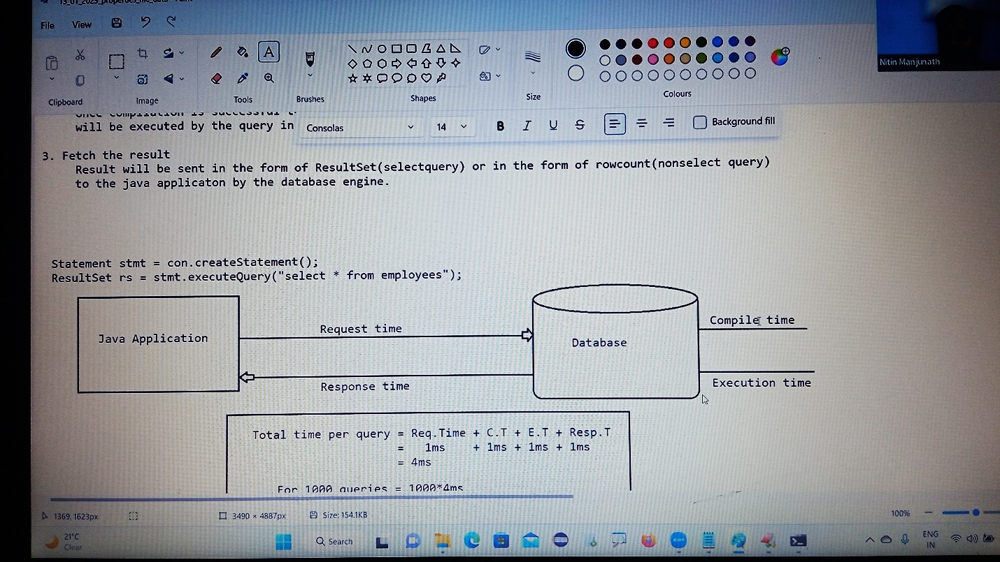 File View
Nitin Manjunath
Clipboard
Image
Tools
Brushes
Shapes
Size
Colours
will be executed by the query in
Consolas
14
B I U S
Background fill
3. Fetch the result
Result will be sent in the form of ResultSet(selectquery) or in the form of rowcount(nonselect query)
to the java applicaton by the database engine.
Statement stmt = con.createStatement();
ResultSet rs = stmt.executeQuery("select * from employees");
Java Application
Request time
Response time
Database
Compile time
Execution time
Total time per query = Req.Time + C.T + E.T + Resp.T
= 1ms + 1ms + 1ms + 1ms
= 4ms
For 1000 queries = 1000*4ms
1369, 1623px
3490 × 4887px
Size: 154.1KB
100%
21°C
Clear
Search
ENG
IN